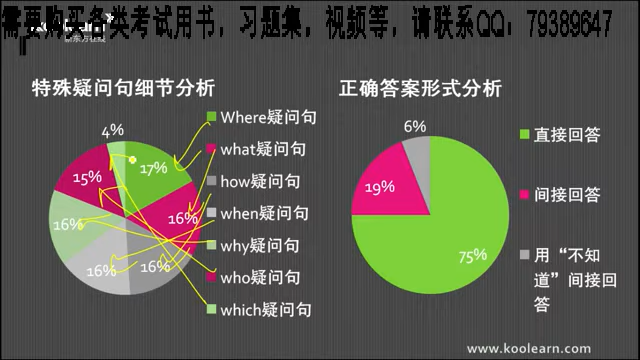 需要购买各类考试用书，习题集，视频等，请联系QQ：79389647
特殊疑问句细节分析
正确答案形式分析
4%
17%
15%
16%
16%
16%
16%
Where疑问句
what疑问句
how疑问句
when疑问句
why疑问句
who疑问句
which疑问句
6%
19%
75%
直接回答
间接回答
用“不知
道”间接回
答
www.koolearn.com